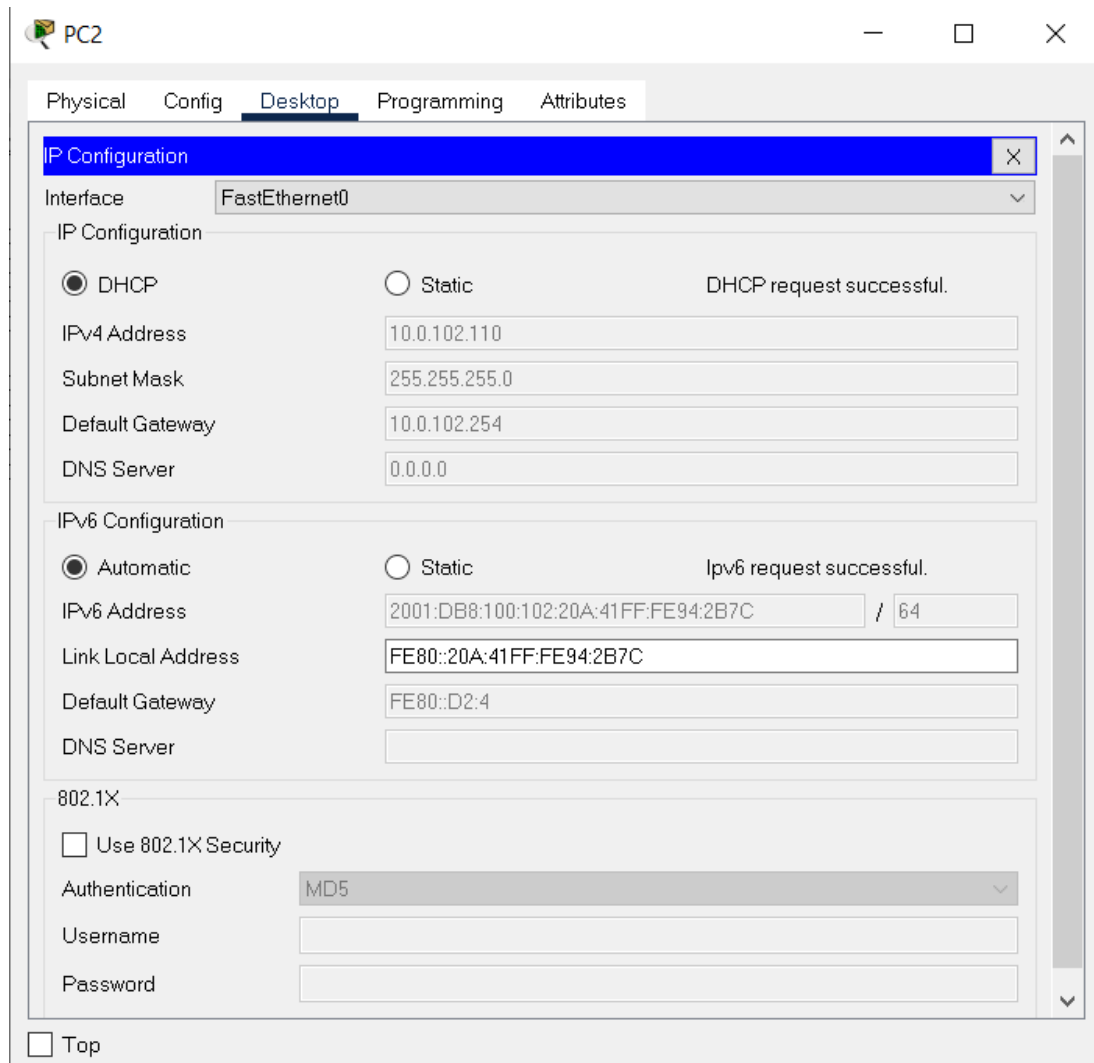 PC2
Physical Config Desktop Programming Attributes
IP Configuration X
Interface FastEthernet0
IP Configuration
DHCP Static DHCP request successful.
IPv4 Address 10.0.102.110
Subnet Mask 255.255.255.0
Default Gateway 10.0.102.254
DNS Server 0.0.0.0
IPv6 Configuration
Automatic Static Ipv6 request successful.
IPv6 Address 2001:DB8:100:102:20A:41FF:FE94:2B7C / 64
Link Local Address FE80::20A:41FF:FE94:2B7C
Default Gateway FE80::D2:4
DNS Server
802.1X
Use 802.1X Security
Authentication MD5
Username
Password
Top